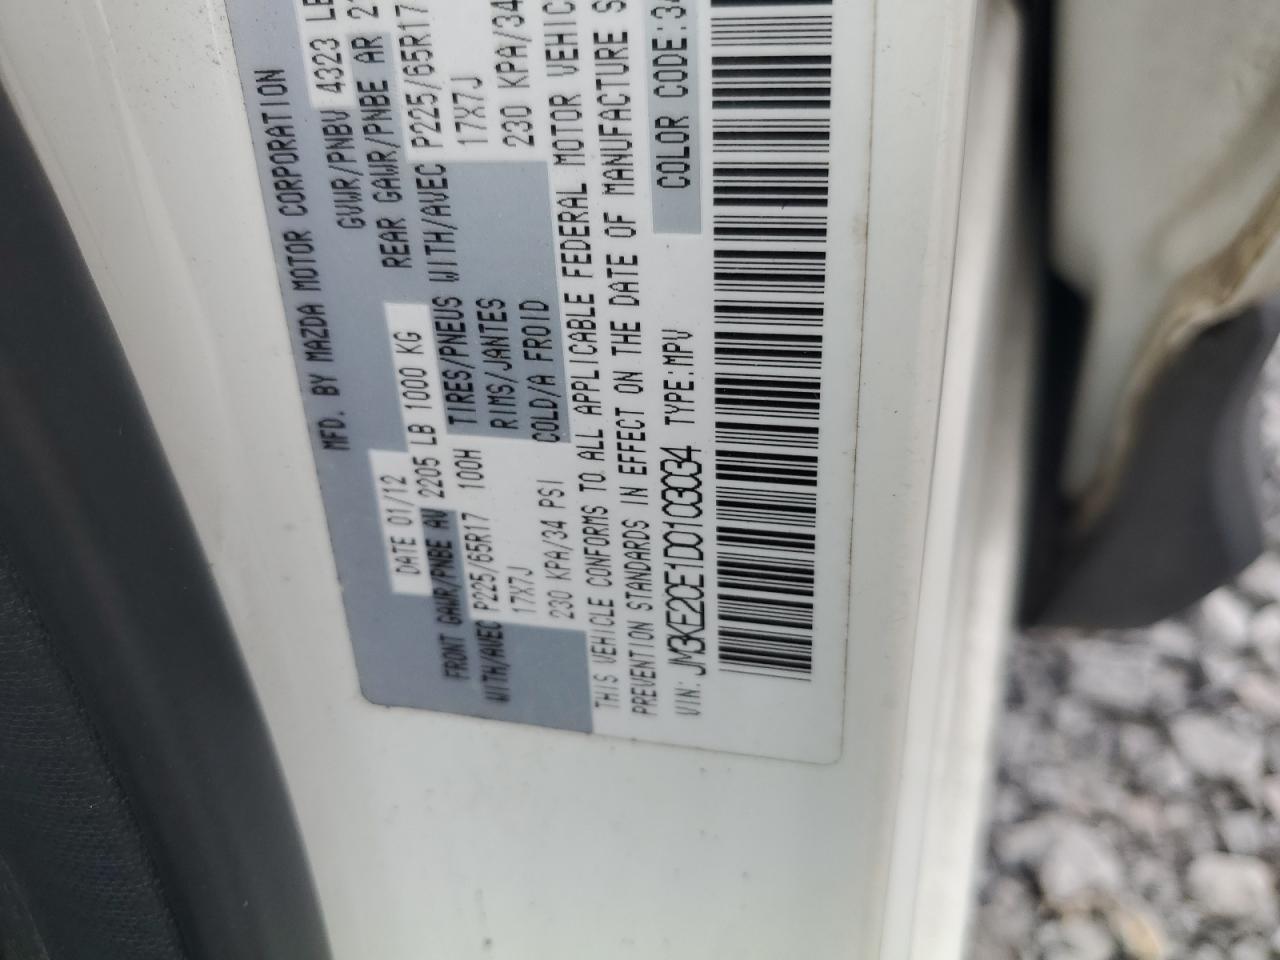 MFD. BY MAZDA MOTOR CORPORATION
DATE 01/12 GVWR/PNBV 4323
FRONT GAWR/PNBE AV 2205 LB 1000 KG REAR GAWR/PNBE AR
WITH/AVEC P225/65R17 100H TIRES/PNEUS WITH/AVEC P225/65R17
17X7J RIMS/JANTES 17X7J
230 KPA/34 PSI COLD/A FROID 230 KPA/34
THIS VEHICLE CONFORMS TO ALL APPLICABLE FEDERAL MOTOR VEHIC
PREVENTION STANDARDS IN EFFECT ON THE DATE OF MANUFACTURE S
VIN: JM3KE2CE1D0103034 TYPE:MPV COLOR CODE:34